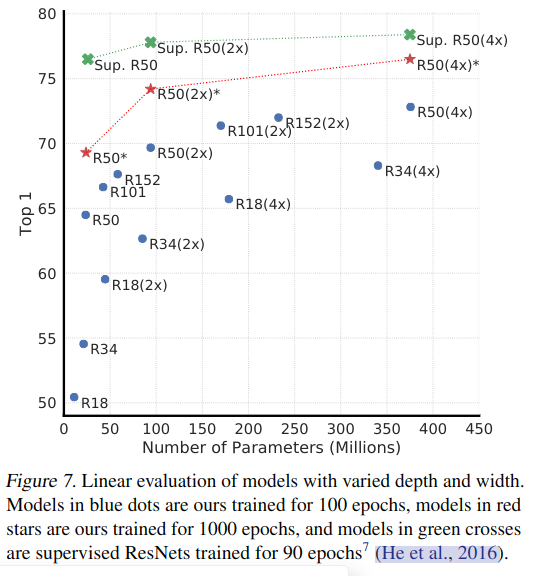 80
75
70
65
60
55
50
Top 1
Sup. R50
Sup. R50(2x)
Sup. R50(4x)
R50(4x)*
R50(2x)*
R50*
R50(4x)
R152(2x)
R101(2x)
R50(2x)
R34(4x)
R152
R101
R18(4x)
R50
R34(2x)
R18(2x)
R34
R18
0 50 100 150 200 250 300 350 400 450
Number of Parameters (Millions)
Figure 7. Linear evaluation of models with varied depth and width.
Models in blue dots are ours trained for 100 epochs, models in red
stars are ours trained for 1000 epochs, and models in green crosses
are supervised ResNets trained for 90 epochs7 (He et al., 2016).